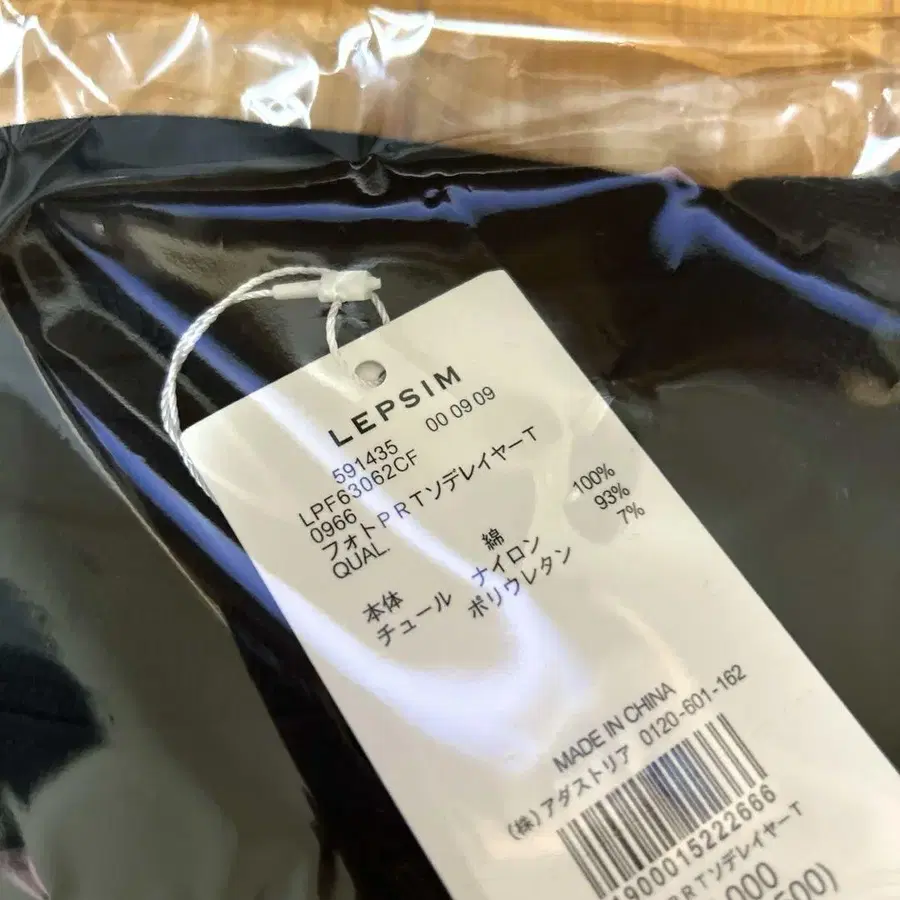 LEPSIM
591435 00 09 09
LPF63062CF
0966
フォトPRTソデレイヤーT
QUAL.
本体 綿 100%
チュール ナイロン 93%
ポリウレタン 7%
MADE IN CHINA
(株)アダストリア 0120-601-162
1900015222666
PRTソデレイヤーT
,000
500)